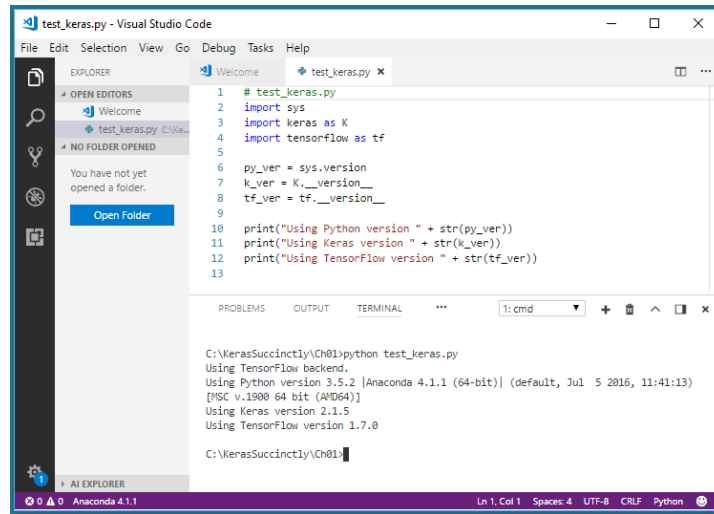 test_keras.py - Visual Studio Code
File Edit Selection View Go Debug Tasks Help
EXPLORER
OPEN EDITORS
Welcome
test_keras.py C:\Ke...
NO FOLDER OPENED
You have not yet
opened a folder.
Open Folder
AI EXPLORER
Welcome
test_keras.py
1 # test_keras.py
2 import sys
3 import keras as K
4 import tensorflow as tf
5
6 py_ver = sys.version
7 k_ver = K.__version__
8 tf_ver = tf.__version__
9
10 print("Using Python version " + str(py_ver))
11 print("Using Keras version " + str(k_ver))
12 print("Using TensorFlow version " + str(tf_ver))
13
PROBLEMS OUTPUT TERMINAL ••• 1: cmd
C:\KerasSuccinctly\Ch01>python test_keras.py
Using TensorFlow backend.
Using Python version 3.5.2 |Anaconda 4.1.1 (64-bit)| (default, Jul  5 2016, 11:41:13)
[MSC v.1900 64 bit (AMD64)]
Using Keras version 2.1.5
Using TensorFlow version 1.7.0
C:\KerasSuccinctly\Ch01>
1
0 0 Anaconda 4.1.1 Ln 1, Col 1 Spaces: 4 UTF-8 CRLF Python